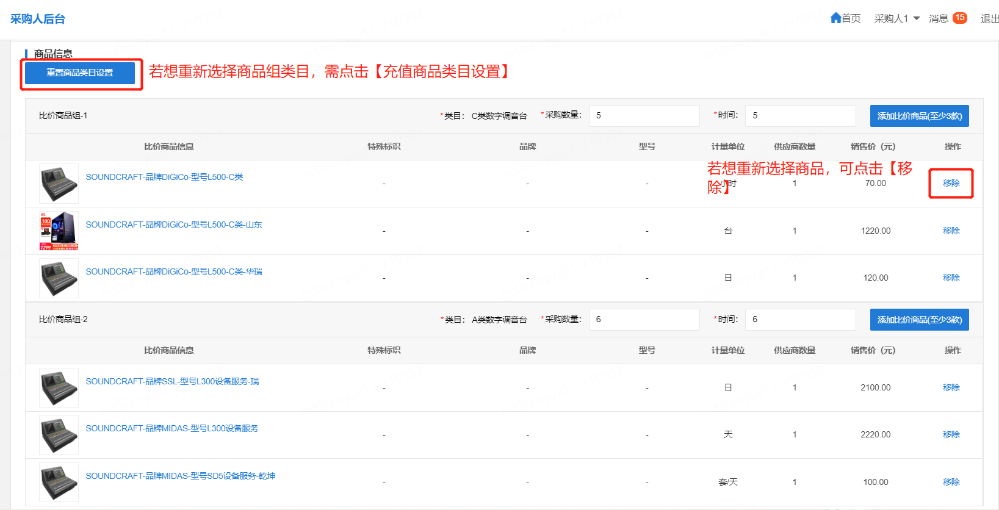 采购人后台
首页 采购人1 消息 15 退出
商品信息
重置商品类目设置
若想重新选择商品组类目，需点击【充值商品类目设置】
比价商品组-1 *类目： C类数字调音台 *采购数量： 5 *时间： 5 添加比价商品(至少3款)
比价商品信息 特殊标识 品牌 型号 计量单位 供应商数量 销售价（元） 操作
若想重新选择商品，可点击【移
除】
SOUNDCRAFT-品牌DiGiCo-型号L500-C类 - - - 小时 1 70.00 移除
SOUNDCRAFT-品牌DiGiCo-型号L500-C类-山东 - - - 台 1 1220.00 移除
SOUNDCRAFT-品牌DiGiCo-型号L500-C类-华瑞 - - - 日 1 120.00 移除
比价商品组-2 *类目： A类数字调音台 *采购数量： 6 *时间： 6 添加比价商品(至少3款)
比价商品信息 特殊标识 品牌 型号 计量单位 供应商数量 销售价（元） 操作
SOUNDCRAFT-品牌SSL-型号L300设备服务-瑞 - - - 日 1 2100.00 移除
SOUNDCRAFT-品牌MIDAS-型号L300设备服务 - - - 天 1 2220.00 移除
SOUNDCRAFT-品牌MIDAS-型号SD5设备服务-乾坤 - - - 套/天 1 100.00 移除